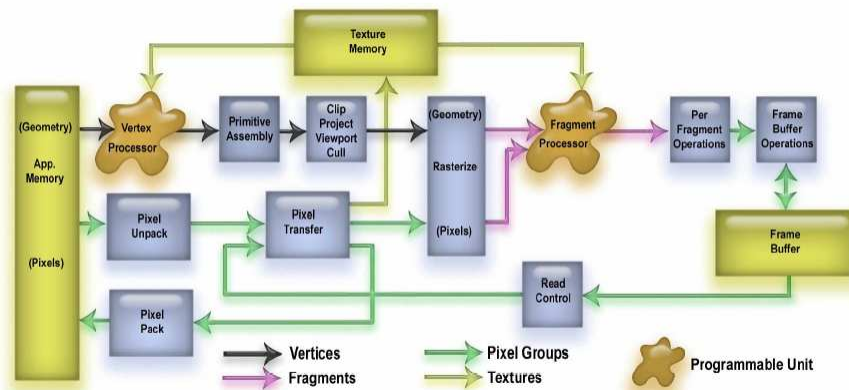 Texture
Memory
(Geometry)
App.
Memory
(Pixels)
Vertex
Processor
Primitive
Assembly
Clip
Project
Viewport
Cull
(Geometry)
Rasterize
(Pixels)
Fragment
Processor
Per
Fragment
Operations
Frame
Buffer
Operations
Pixel
Unpack
Pixel
Transfer
Frame
Buffer
Read
Control
Pixel
Pack
Vertices
Fragments
Pixel Groups
Textures
Programmable Unit